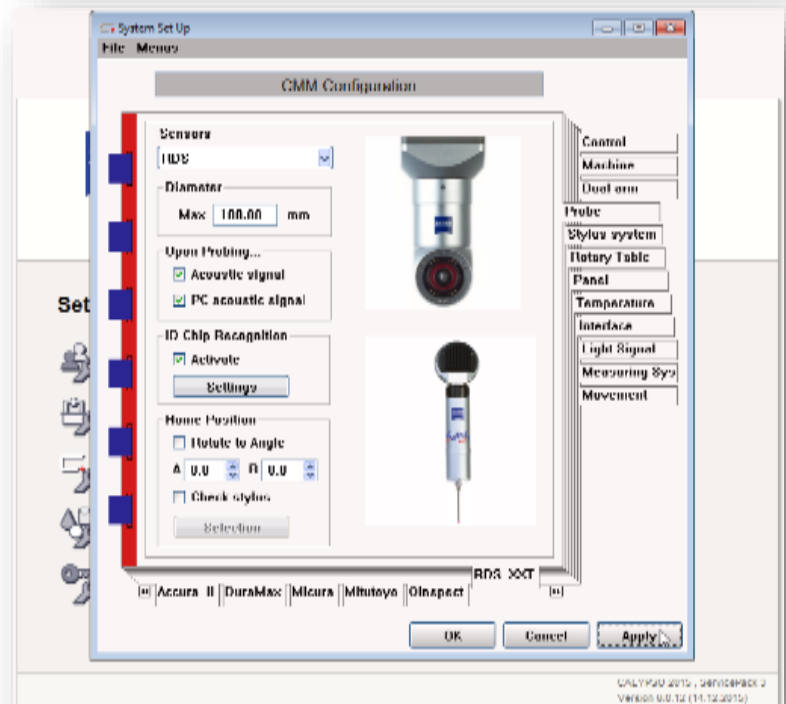 System Set Up
File Menus
CMM Configuration
Sensors
RDS
Diameter
Max 100.00 mm
Upon Probing...
Acoustic signal
PC acoustic signal
ID Chip Recognition
Activate
Settings
Home Position
Rotate to Angle
A 0.0 B 0.0
Check stylus
Selection
Control
Machine
Dual arm
Probe
Stylus system
Rotary Table
Panel
Temperature
Interface
Light Signal
Measuring Sys
Movement
RDS XXT
Accura II DuraMax Micura Mitutoyo OInspect
OK Cancel Apply
Set
CALYPSO 2015 , ServicePack 3
Version 6.0.12 (14.12.2015)